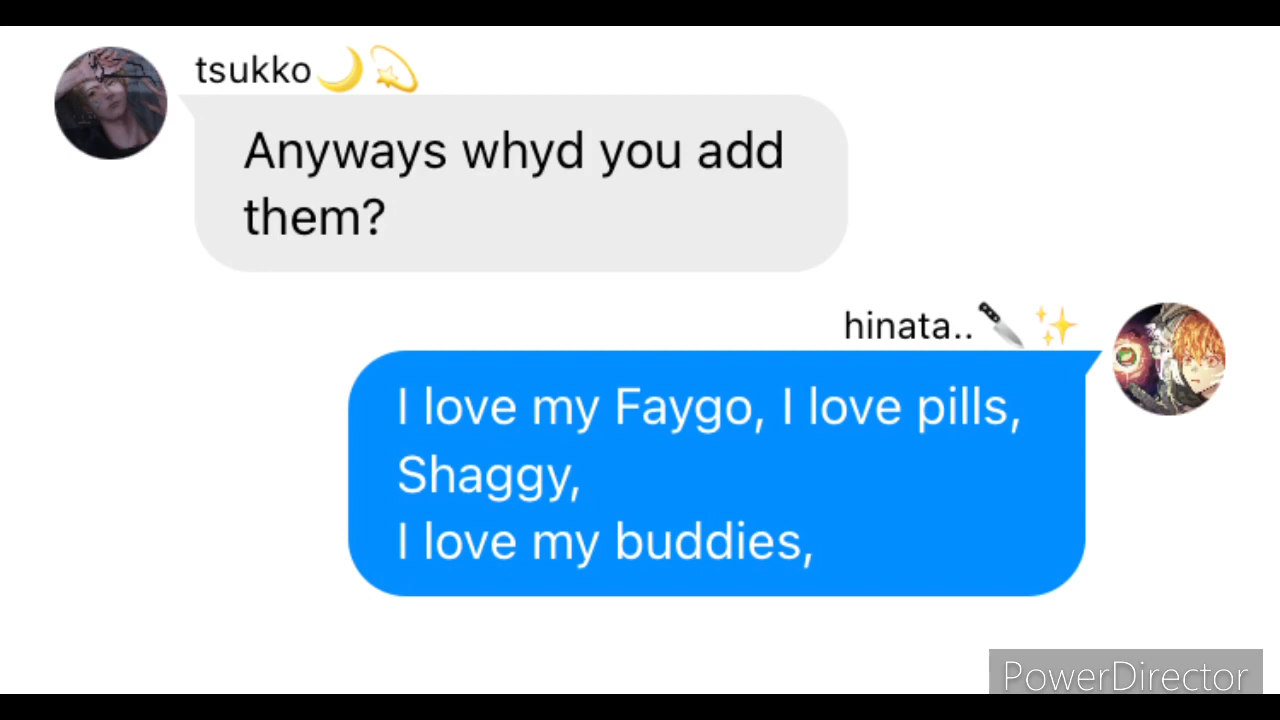 tsukko🌙💫
Anyways whyd you add
them?
hinata..🔪✨
I love my Faygo, I love pills,
Shaggy,
I love my buddies,
PowerDirector